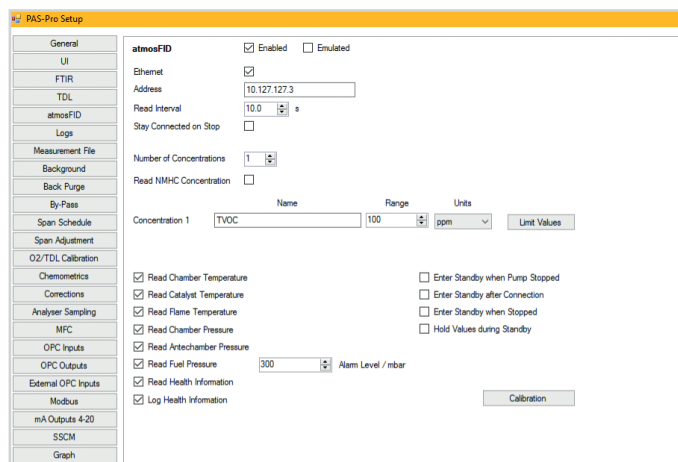 PAS-Pro Setup
General
UI
FTIR
TDL
atmosFID
Logs
Measurement File
Background
Back Purge
By-Pass
Span Schedule
Span Adjustment
O2/TDL Calibration
Chemometrics
Corrections
Analyser Sampling
MFC
OPC Inputs
OPC Outputs
External OPC Inputs
Modbus
mA Outputs 4-20
SSCM
Graph
atmosFID Enabled Emulated
Ethernet
Address 10.127.127.3
Read Interval 10.0 s
Stay Connected on Stop
Number of Concentrations 1
Read NMHC Concentration
Name Range Units
Concentration 1 TVOC 100 ppm Limit Values
Read Chamber Temperature Enter Standby when Pump Stopped
Read Catalyst Temperature Enter Standby after Connection
Read Flame Temperature Enter Standby when Stopped
Read Chamber Pressure Hold Values during Standby
Read Antechamber Pressure
Read Fuel Pressure 300 Alarm Level / mbar
Read Health Information
Log Health Information Calibration